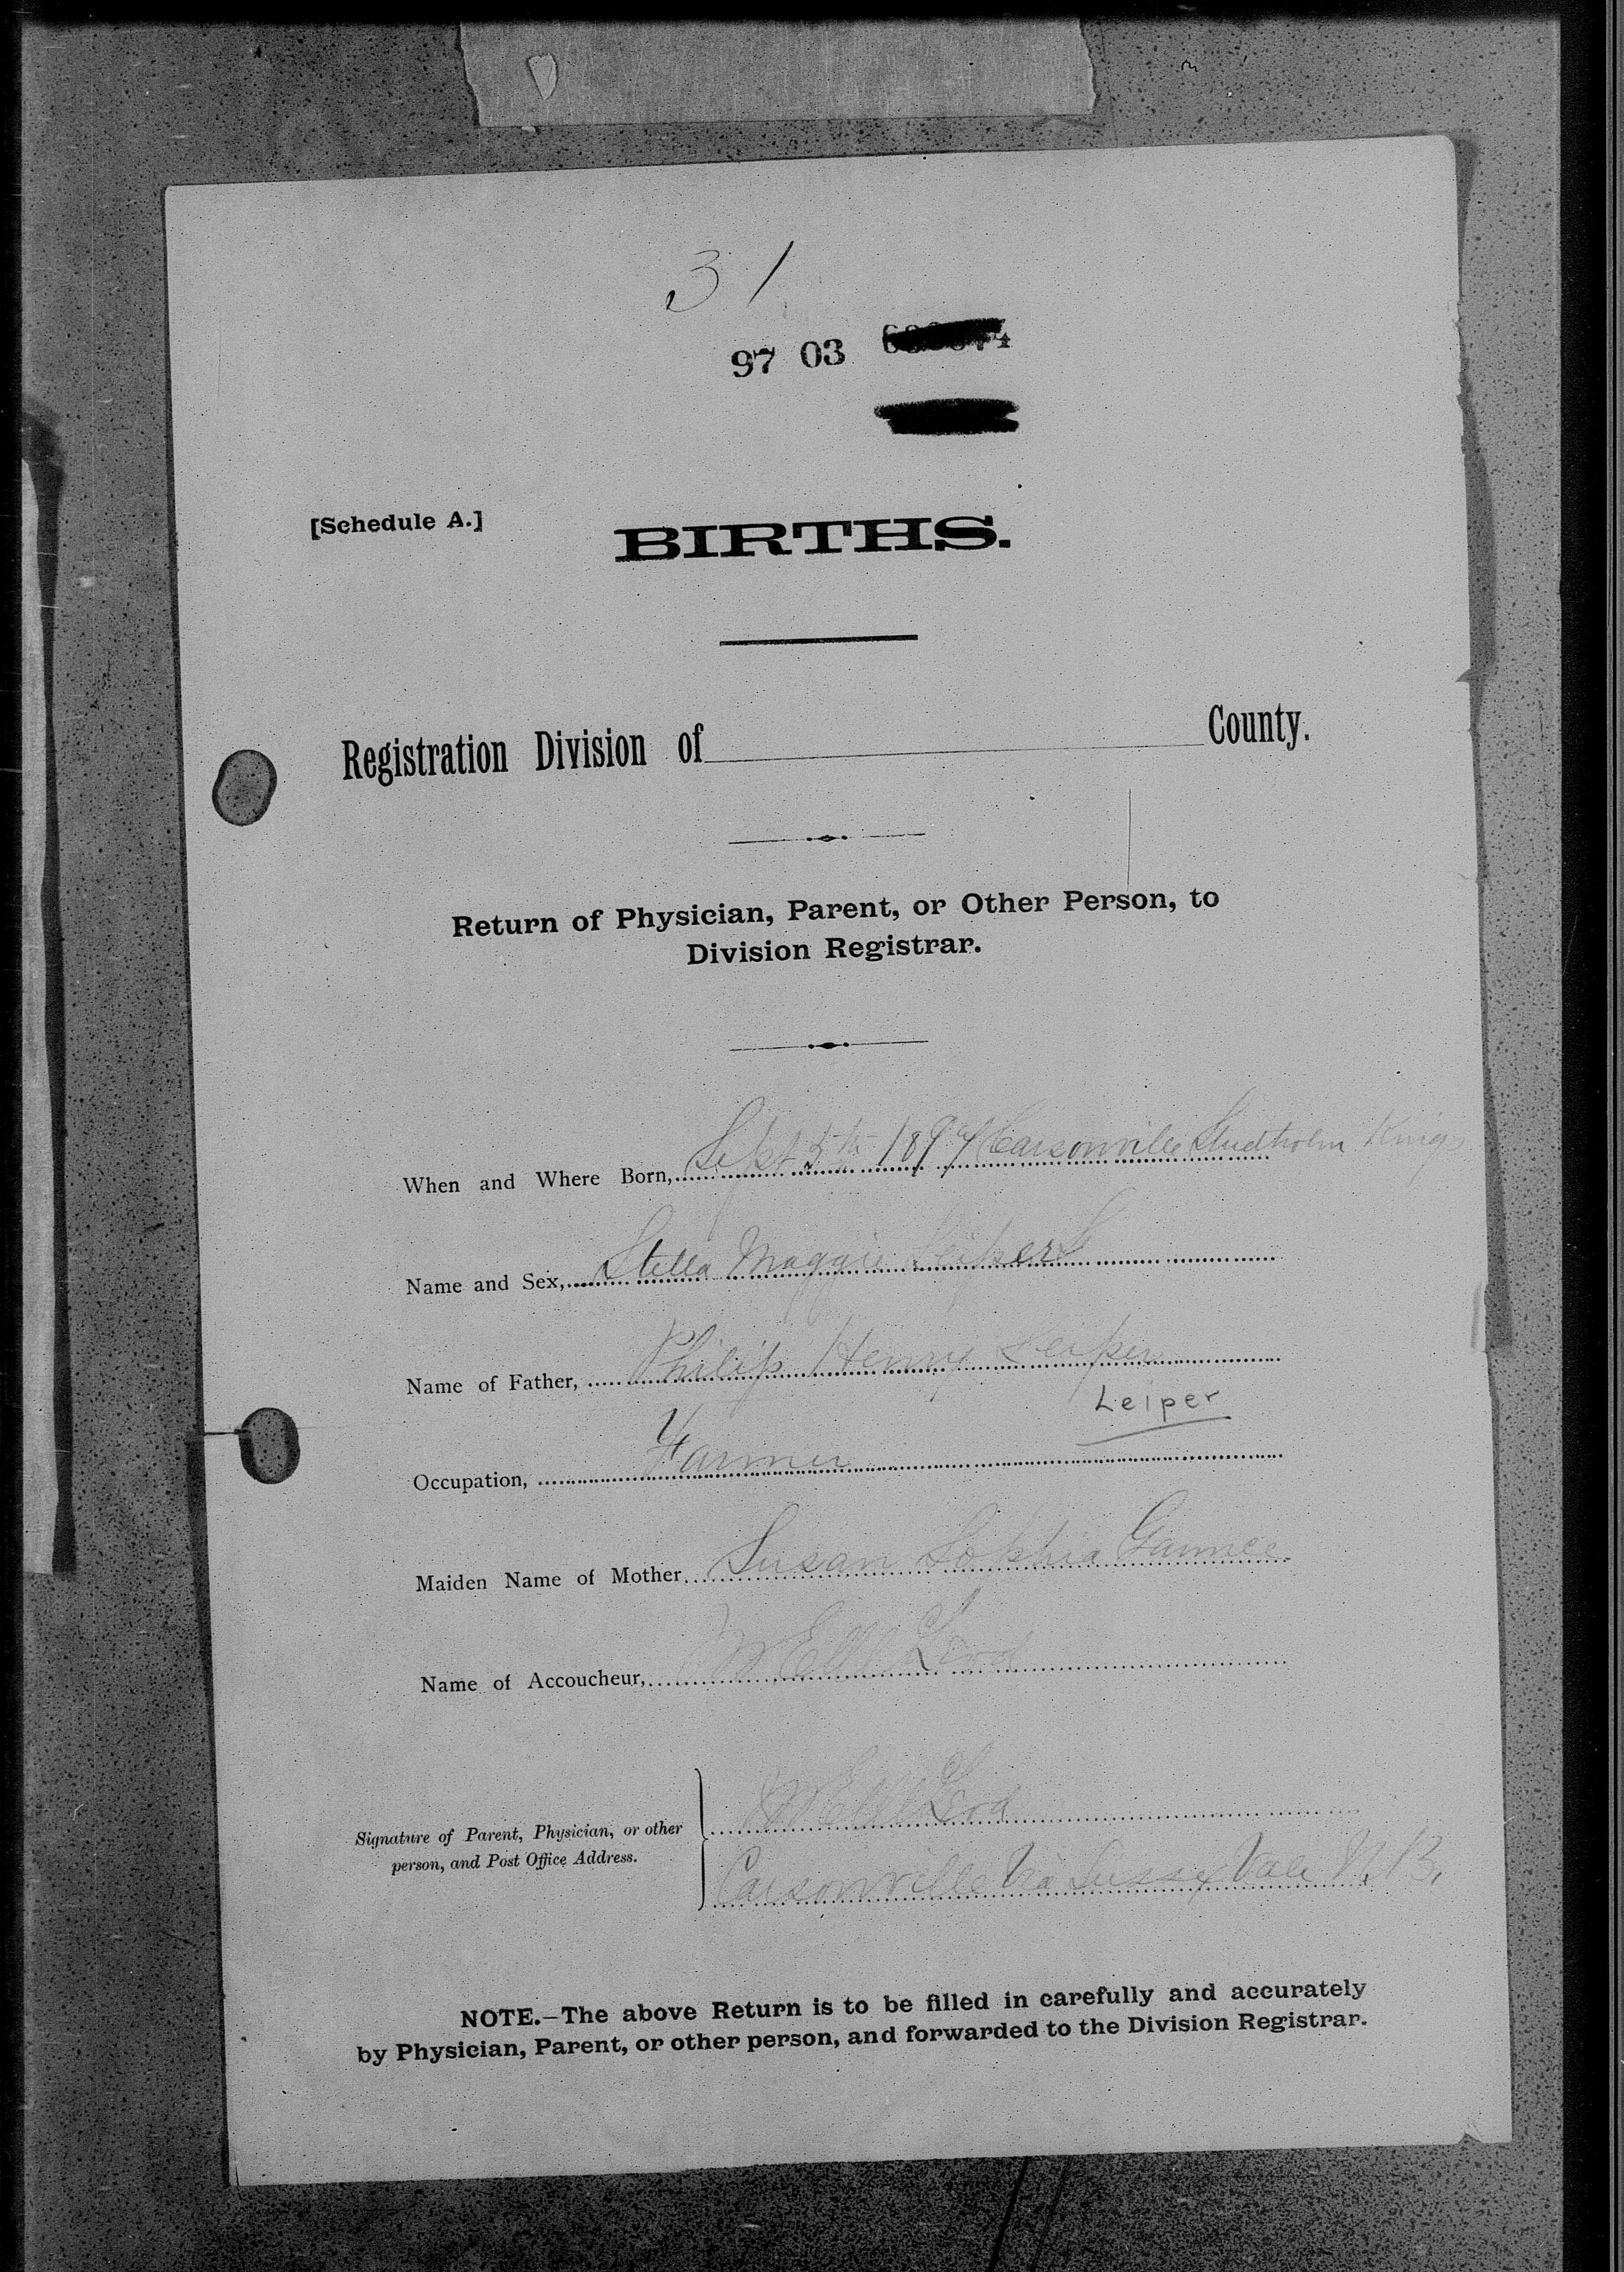 31
97 03
[Schedule A.]
BIRTHS.
Registration Division of County.
Return of Physician, Parent, or Other Person, to
Division Registrar.
When and Where Born, Sept 5th 1897 Carsonville Studholm Kings
Name and Sex, Stella Maggie Leiper
Name of Father, Philip Henry Leiper
Leiper
Occupation, Farmer
Maiden Name of Mother Susan Sophia
Name of Accoucheur,
Signature of Parent, Physician, or other
person, and Post Office Address.
Carsonville Via Sussex Vale N.B.
NOTE.—The above Return is to be filled in carefully and accurately
by Physician, Parent, or other person, and forwarded to the Division Registrar.